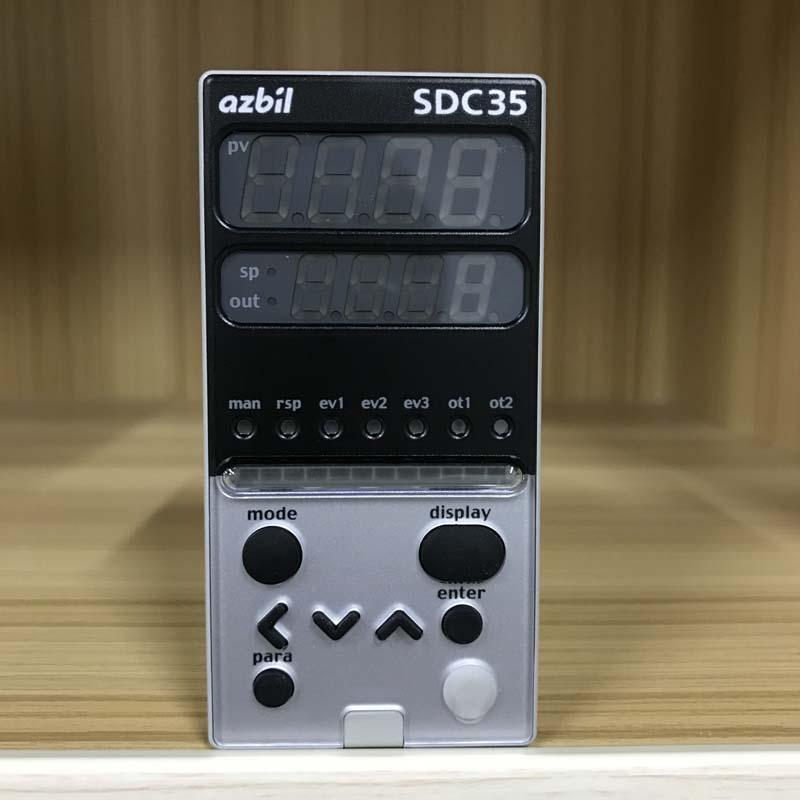 azbil SDC35
pv
sp
out
man rsp ev1 ev2 ev3 ot1 ot2
mode display
enter
para